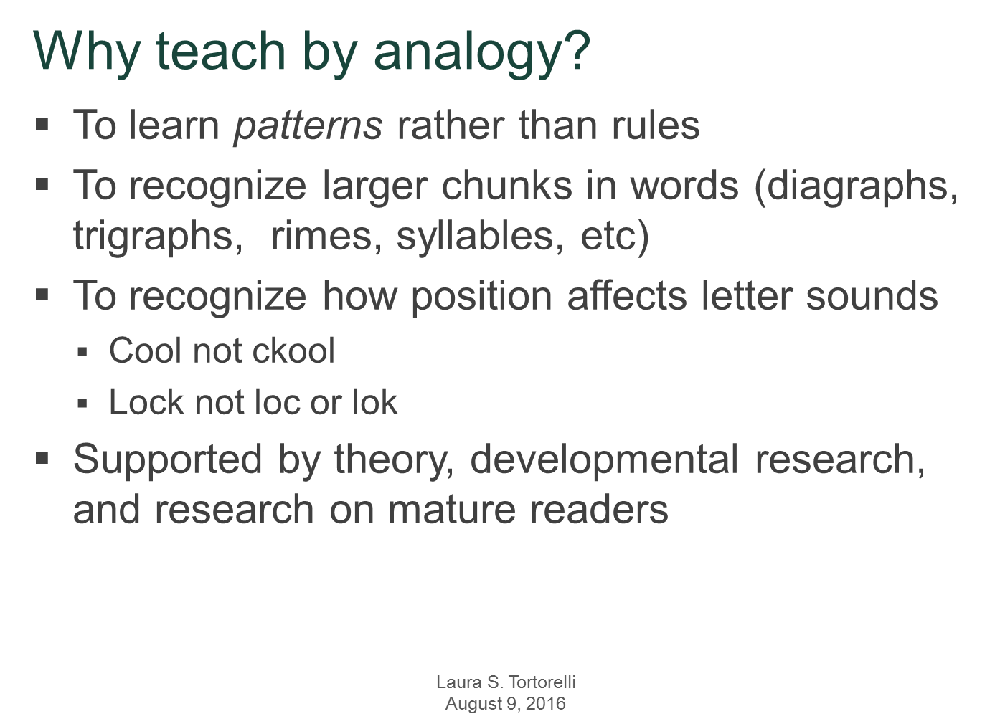 Why teach by analogy?
▪ To learn patterns rather than rules
▪ To recognize larger chunks in words (diagraphs,
trigraphs,  rimes, syllables, etc)
▪ To recognize how position affects letter sounds
▪ Cool not ckool
▪ Lock not loc or lok
▪ Supported by theory, developmental research,
and research on mature readers
Laura S. Tortorelli
August 9, 2016